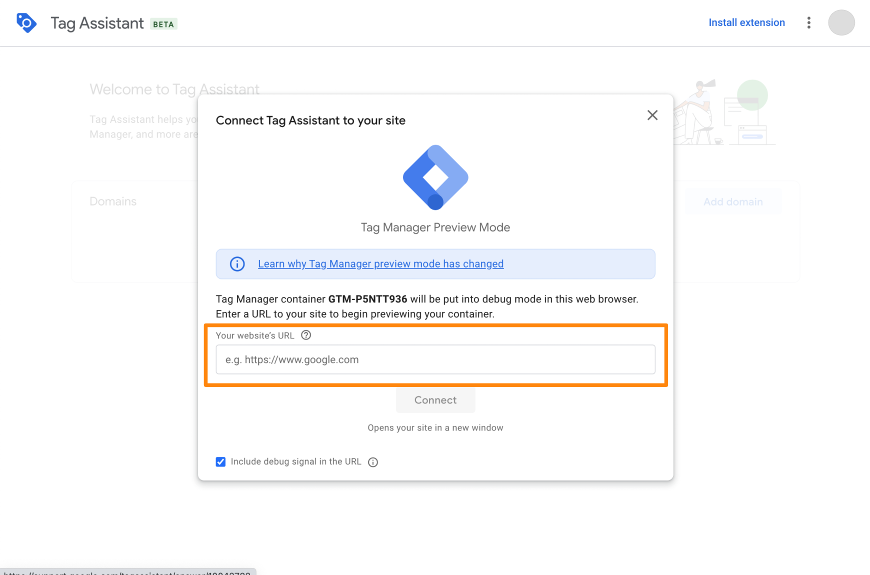 Tag Assistant BETA
Install extension
Welcome to Tag Assistant
Tag Assistant helps you
Manager, and more are
Connect Tag Assistant to your site
Tag Manager Preview Mode
Domains
Add domain
Learn why Tag Manager preview mode has changed
Tag Manager container GTM-P5NTT936 will be put into debug mode in this web browser.
Enter a URL to your site to begin previewing your container.
Your website's URL
e.g. https://www.google.com
Connect
Opens your site in a new window
Include debug signal in the URL